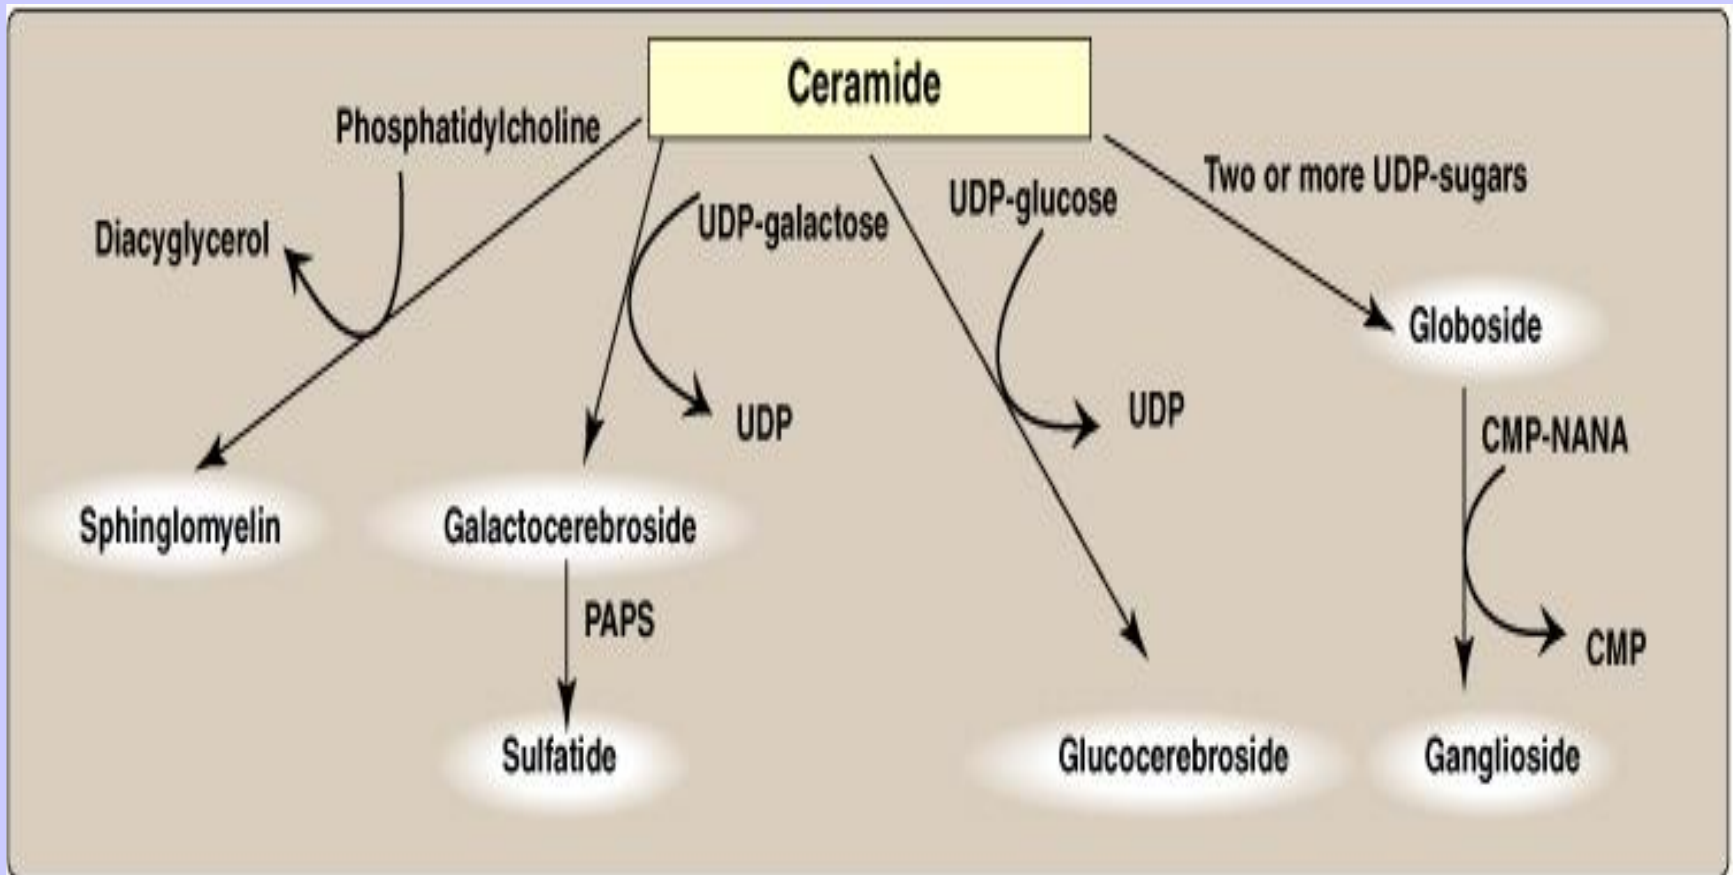 Ceramide
Phosphatidylcholine
Two or more UDP-sugars
UDP-glucose
UDP-galactose
Diacyglycerol
Globoside
UDP
UDP
CMP-NANA
Sphinglomyelin
Galactocerebroside
PAPS
CMP
Sulfatide
Glucocerebroside
Ganglioside